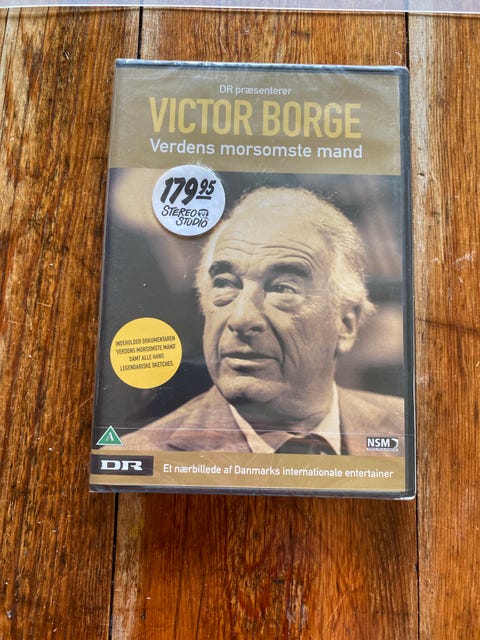 DR præsenterer
VICTOR BORGE
Verdens morsomste mand
179.95
STEREO
STUDIO
INDEHOLDER DOKUMENTAREN
'VERDENS MORSOMSTE MAND'
SAMT ALLE HANS
LEGENDARISKE SKETCHES.
A
NSM
DR
Et nærbillede af Danmarks internationale entertainer